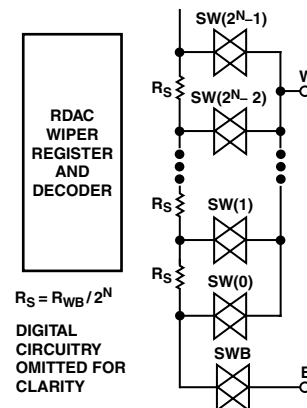 SW(2ᴺ–1)
W
Rₛ
RDAC
WIPER
REGISTER
AND
DECODER
SW(2ᴺ– 2)
Rₛ
SW(1)
Rₛ
SW(0)
Rₛ = R_WB / 2ᴺ
DIGITAL
CIRCUITRY
OMITTED FOR
CLARITY
SWB
B